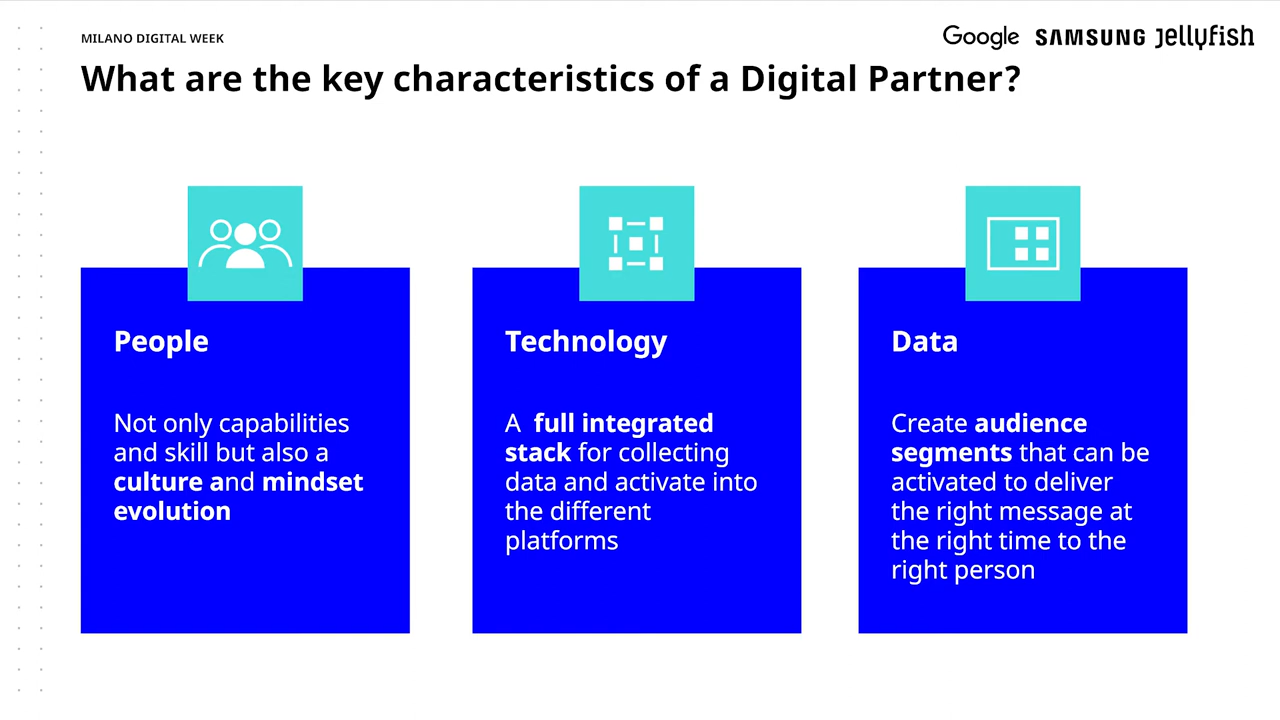 MILANO DIGITAL WEEK
Google SAMSUNG Jellyfish
What are the key characteristics of a Digital Partner?
People
Not only capabilities
and skill but also a
culture and mindset
evolution
Technology
A full integrated
stack for collecting
data and activate into
the different
platforms
Data
Create audience
segments that can be
activated to deliver
the right message at
the right time to the
right person